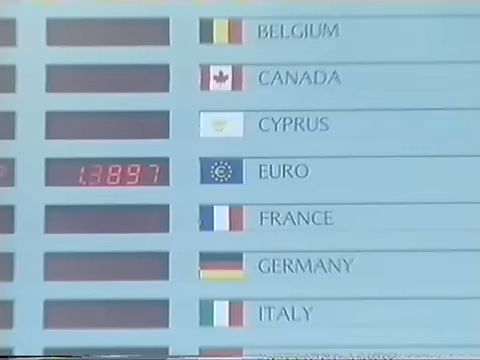 BELGIUM
CANADA
CYPRUS
1.3897 EURO
FRANCE
GERMANY
ITALY